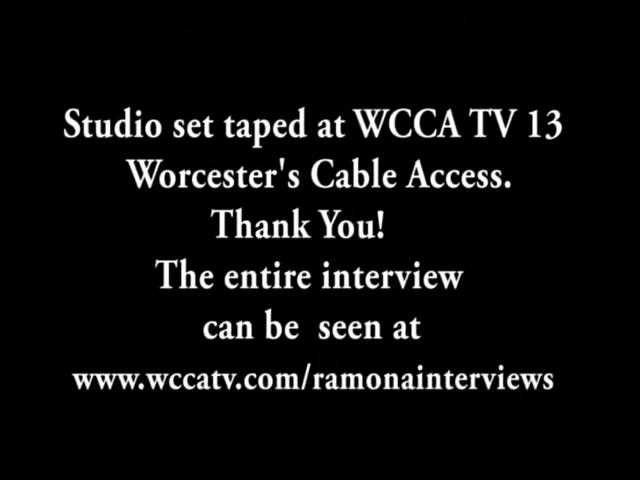 Studio set taped at WCCA TV 13
Worcester's Cable Access.
Thank You!
The entire interview
can be  seen at
www.wccatv.com/ramonainterviews